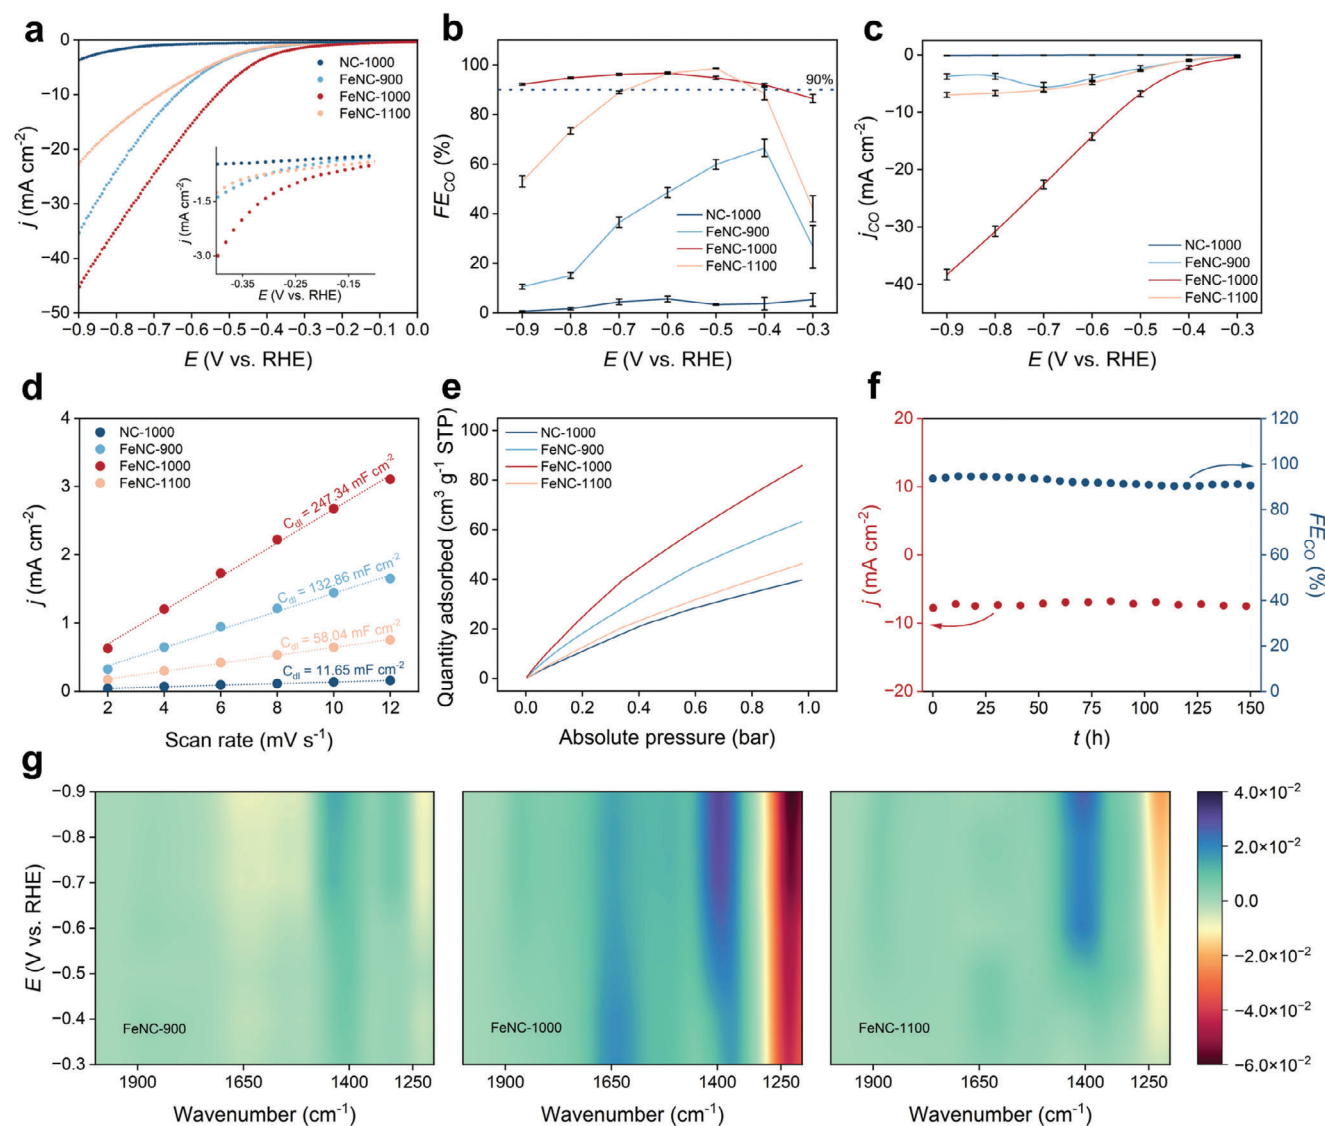 a
0
−10
−20
−30
−40
−50
j (mA cm⁻²)
NC-1000
FeNC-900
FeNC-1000
FeNC-1100
j (mA cm⁻²)
−1.5
−3.0
−0.35 −0.25 −0.15
E (V vs. RHE)
−0.9 −0.8 −0.7 −0.6 −0.5 −0.4 −0.3 −0.2 −0.1 0.0
E (V vs. RHE)
b
100
80
60
40
20
0
FE_CO (%)
90%
NC-1000
FeNC-900
FeNC-1000
FeNC-1100
−0.9 −0.8 −0.7 −0.6 −0.5 −0.4 −0.3
E (V vs. RHE)
c
0
−10
−20
−30
−40
j_CO (mA cm⁻²)
NC-1000
FeNC-900
FeNC-1000
FeNC-1100
−0.9 −0.8 −0.7 −0.6 −0.5 −0.4 −0.3
E (V vs. RHE)
d
4
3
2
1
0
j (mA cm⁻²)
NC-1000
FeNC-900
FeNC-1000
FeNC-1100
C_dl = 247.34 mF cm⁻²
C_dl = 132.86 mF cm⁻²
C_dl = 58.04 mF cm⁻²
C_dl = 11.65 mF cm⁻²
2 4 6 8 10 12
Scan rate (mV s⁻¹)
e
100
80
60
40
20
0
Quantity adsorbed (cm³ g⁻¹ STP)
NC-1000
FeNC-900
FeNC-1000
FeNC-1100
0.0 0.2 0.4 0.6 0.8 1.0
Absolute pressure (bar)
f
20
10
0
−10
−20
j (mA cm⁻²)
120
100
80
60
40
20
0
FE_CO (%)
0 25 50 75 100 125 150
t (h)
g
−0.9
−0.8
−0.7
−0.6
−0.5
−0.4
−0.3
E (V vs. RHE)
FeNC-900
1900 1650 1400 1250
Wavenumber (cm⁻¹)
FeNC-1000
1900 1650 1400 1250
Wavenumber (cm⁻¹)
FeNC-1100
1900 1650 1400 1250
Wavenumber (cm⁻¹)
4.0×10⁻²
2.0×10⁻²
0.0
−2.0×10⁻²
−4.0×10⁻²
−6.0×10⁻²